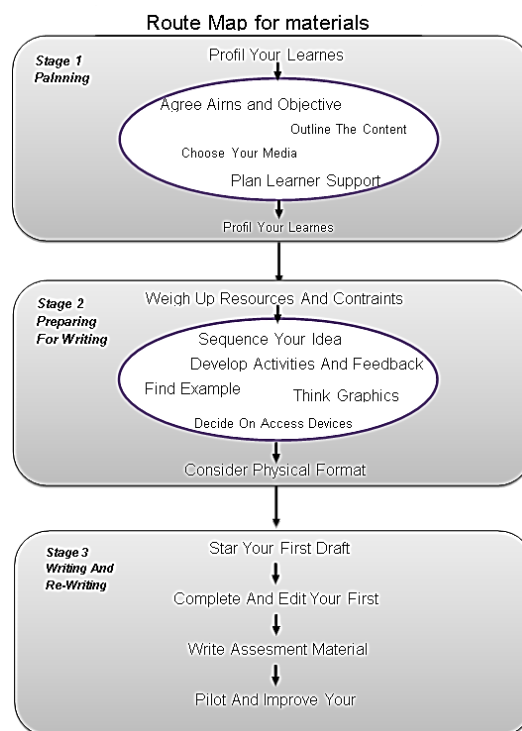 Route Map for materials
Stage 1
Palnning
Profil Your Learnes
Agree Airns and Objective
Outline The Content
Choose Your Media
Plan Learner Support
Profil Your Learnes
Stage 2
Preparing
For Writing
Weigh Up Resources And Contraints
Sequence Your Idea
Develop Activities And Feedback
Find Example
Think Graphics
Decide On Access Devices
Consider Physical Format
Stage 3
Writing And
Re-Writing
Star Your First Draft
Complete And Edit Your First
Write Assesment Material
Pilot And Improve Your